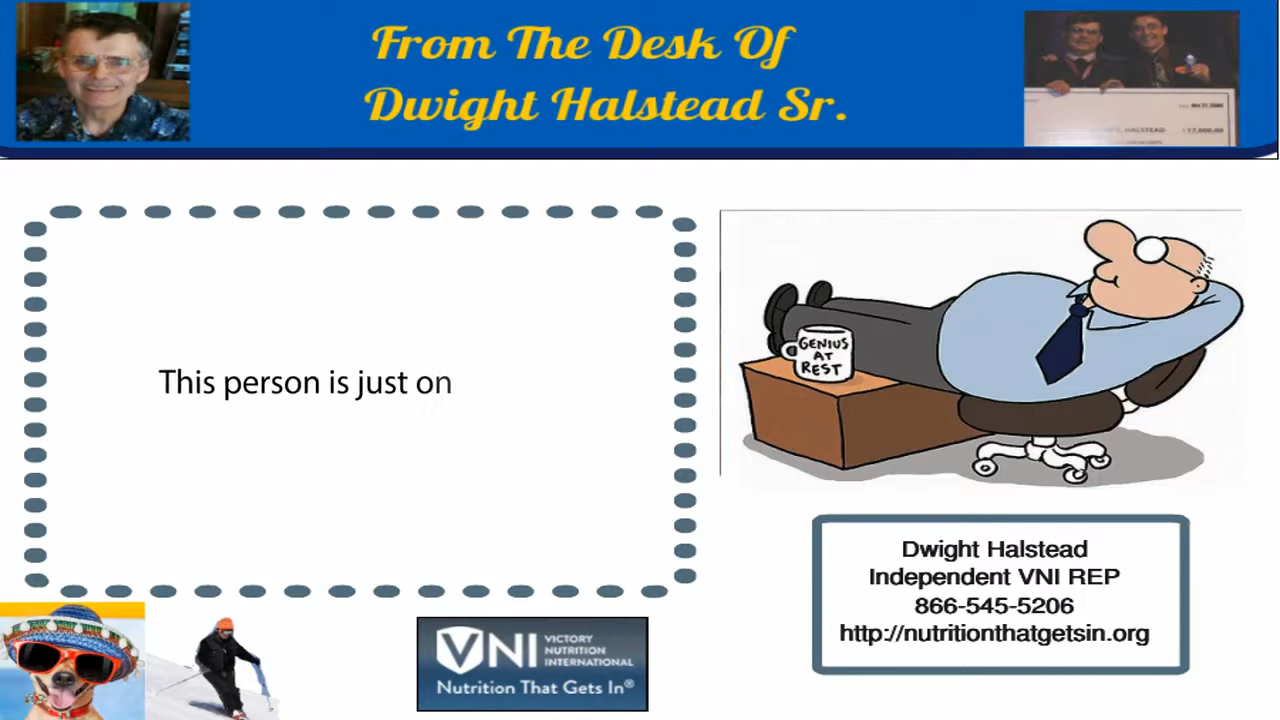 From The Desk Of
Dwight Halstead Sr.
HALSTEAD
This person is just on
GENIUS
AT
REST
Dwight Halstead
Independent VNI REP
866-545-5206
http://nutritionthatgetsin.org
VNI VICTORY
NUTRITION
INTERNATIONAL
Nutrition That Gets In®